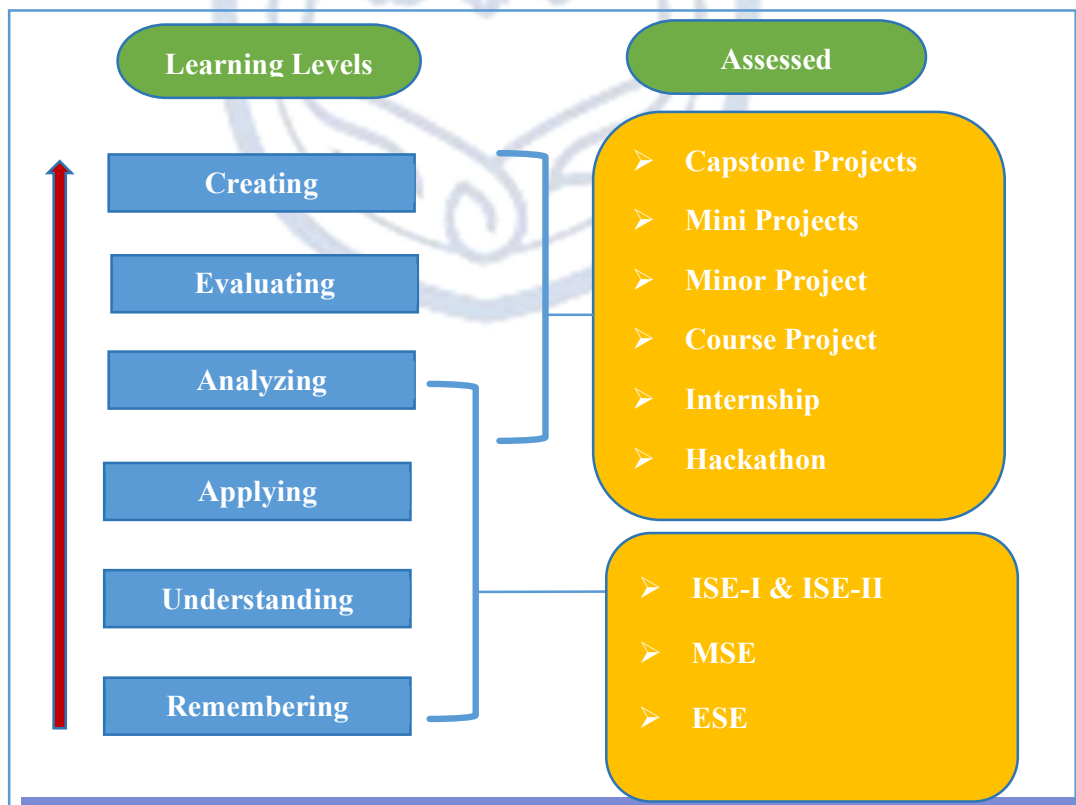 Learning Levels
Assessed
Creating
Evaluating
Analyzing
Applying
Understanding
Remembering
➢ Capstone Projects
➢ Mini Projects
➢ Minor Project
➢ Course Project
➢ Internship
➢ Hackathon
➢ ISE-I & ISE-II
➢ MSE
➢ ESE